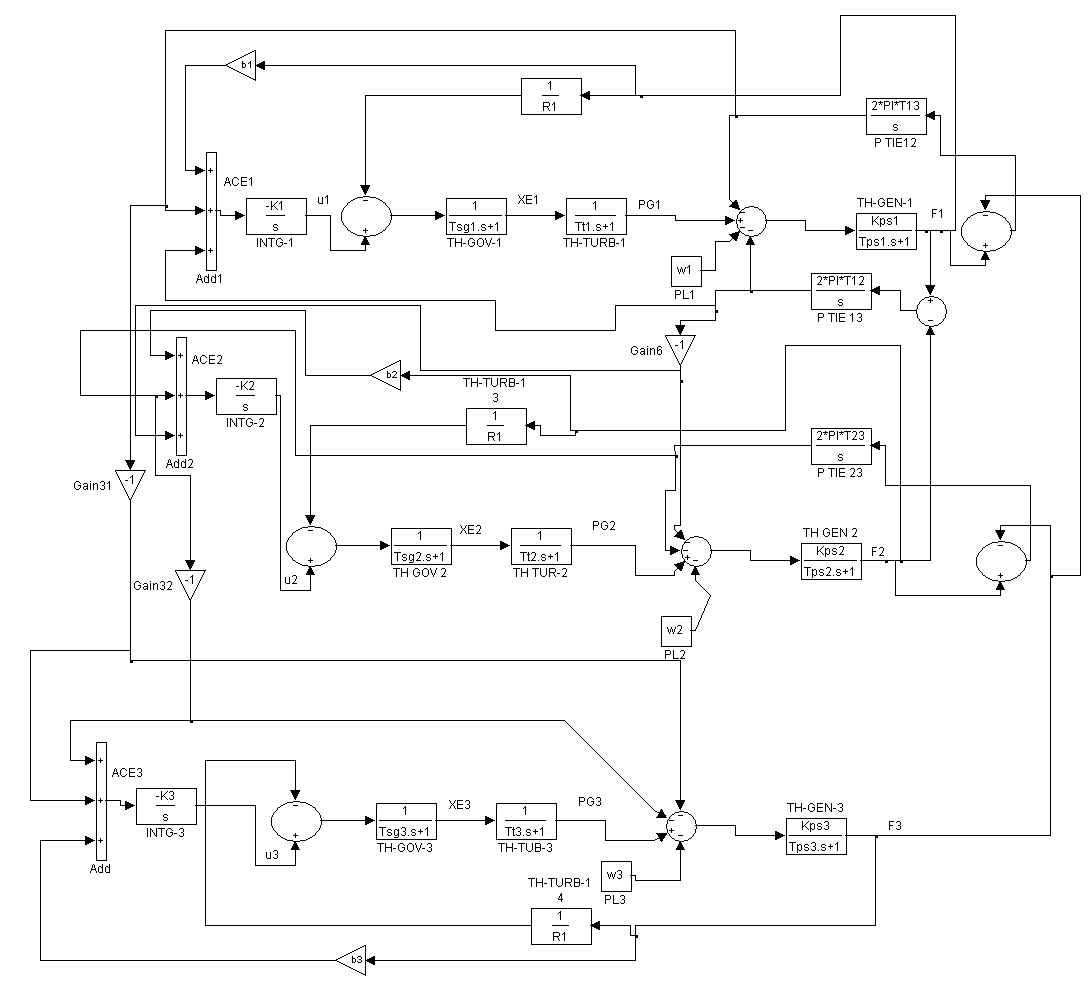 b1
1
R1
2*PI*T13
s
P TIE12
+
ACE1
+
+
Add1
-K1
s
INTG-1
u1
−
+
1
Tsg1.s+1
TH-GOV-1
XE1
1
Tt1.s+1
TH-TURB-1
PG1
−
+
−
−
w1
PL1
TH-GEN-1
Kps1
Tps1.s+1
F1
−
+
2*PI*T12
s
P TIE 13
+
−
-1
Gain6
+
ACE2
+
+
Add2
-K2
s
INTG-2
b2
TH-TURB-1
3
1
R1
2*PI*T23
s
P TIE 23
-1
Gain31
-1
Gain32
−
+
u2
1
Tsg2.s+1
TH GOV 2
XE2
1
Tt2.s+1
TH TUR-2
PG2
−
−
+
−
w2
PL2
TH GEN 2
Kps2
Tps2.s+1
F2
−
+
+
ACE3
+
+
Add
-K3
s
INTG-3
u3
−
+
1
Tsg3.s+1
TH-GOV-3
XE3
1
Tt3.s+1
TH-TUB-3
PG3
−
−
+
−
w3
PL3
TH-GEN-3
Kps3
Tps3.s+1
F3
TH-TURB-1
4
1
R1
b3